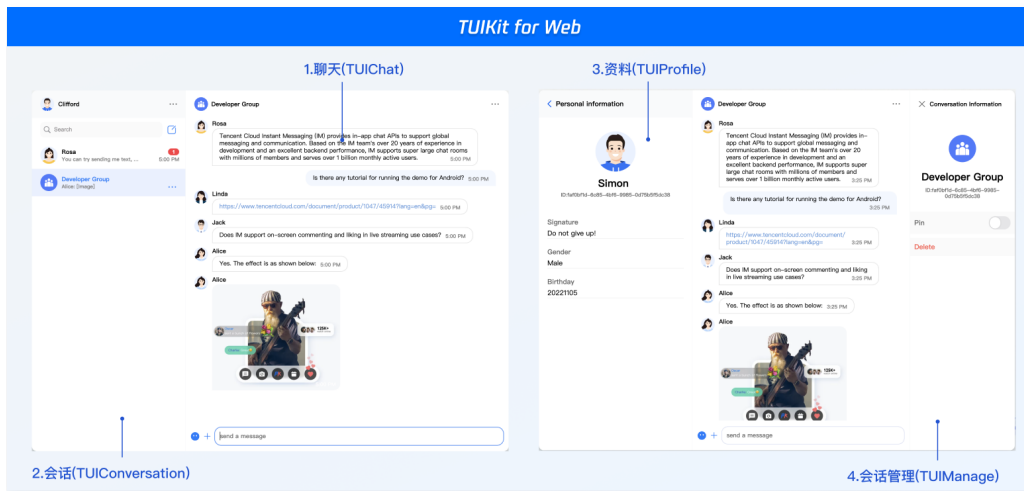 TUIKit for Web
1.聊天(TUIChat)
3.资料(TUIProfile)
Clifford
Search
Rosa
1
You can try sending me text, ...
5:00 PM
Developer Group
Alice: [Image]
Developer Group
Rosa
Tencent Cloud Instant Messaging (IM) provides in-app chat APIs to support global
messaging and communication. Based on the IM team's over 20 years of experience in
development and an excellent backend performance, IM supports super large chat rooms
with millions of members and serves over 1 billion monthly active users.
5:00 PM
Is there any tutorial for running the demo for Android? 5:00 PM
Linda
https://www.tencentcloud.com/document/product/1047/45914?lang=en&pg= 5:00 PM
Jack
Does IM support on-screen commenting and liking in live streaming use cases? 5:00 PM
Alice
Yes. The effect is as shown below: 5:00 PM
Alice
125K+
send a message
Personal information
Simon
Signature
Do not give up!
Gender
Male
Birthday
20221105
Developer Group
Rosa
Tencent Cloud Instant Messaging (IM) provides in-
app chat APIs to support global messaging and
communication. Based on the IM team's over 20
years of experience in development and an
excellent backend performance, IM supports super
large chat rooms with millions of members and
serves over 1 billion monthly active users. 3:25 PM
Is there any tutorial for running the demo for Android?
3:25 PM
Linda
https://www.tencentcloud.com/document/
product/1047/45914?lang=en&pg= 3:25 PM
Jack
Does IM support on-screen commenting and liking
in live streaming use cases? 3:25 PM
Alice
Yes. The effect is as shown below: 3:25 PM
Alice
125K+
send a message
Conversation Information
Developer Group
Pin
Delete
2.会话(TUIConversation)
4.会话管理(TUIManage)